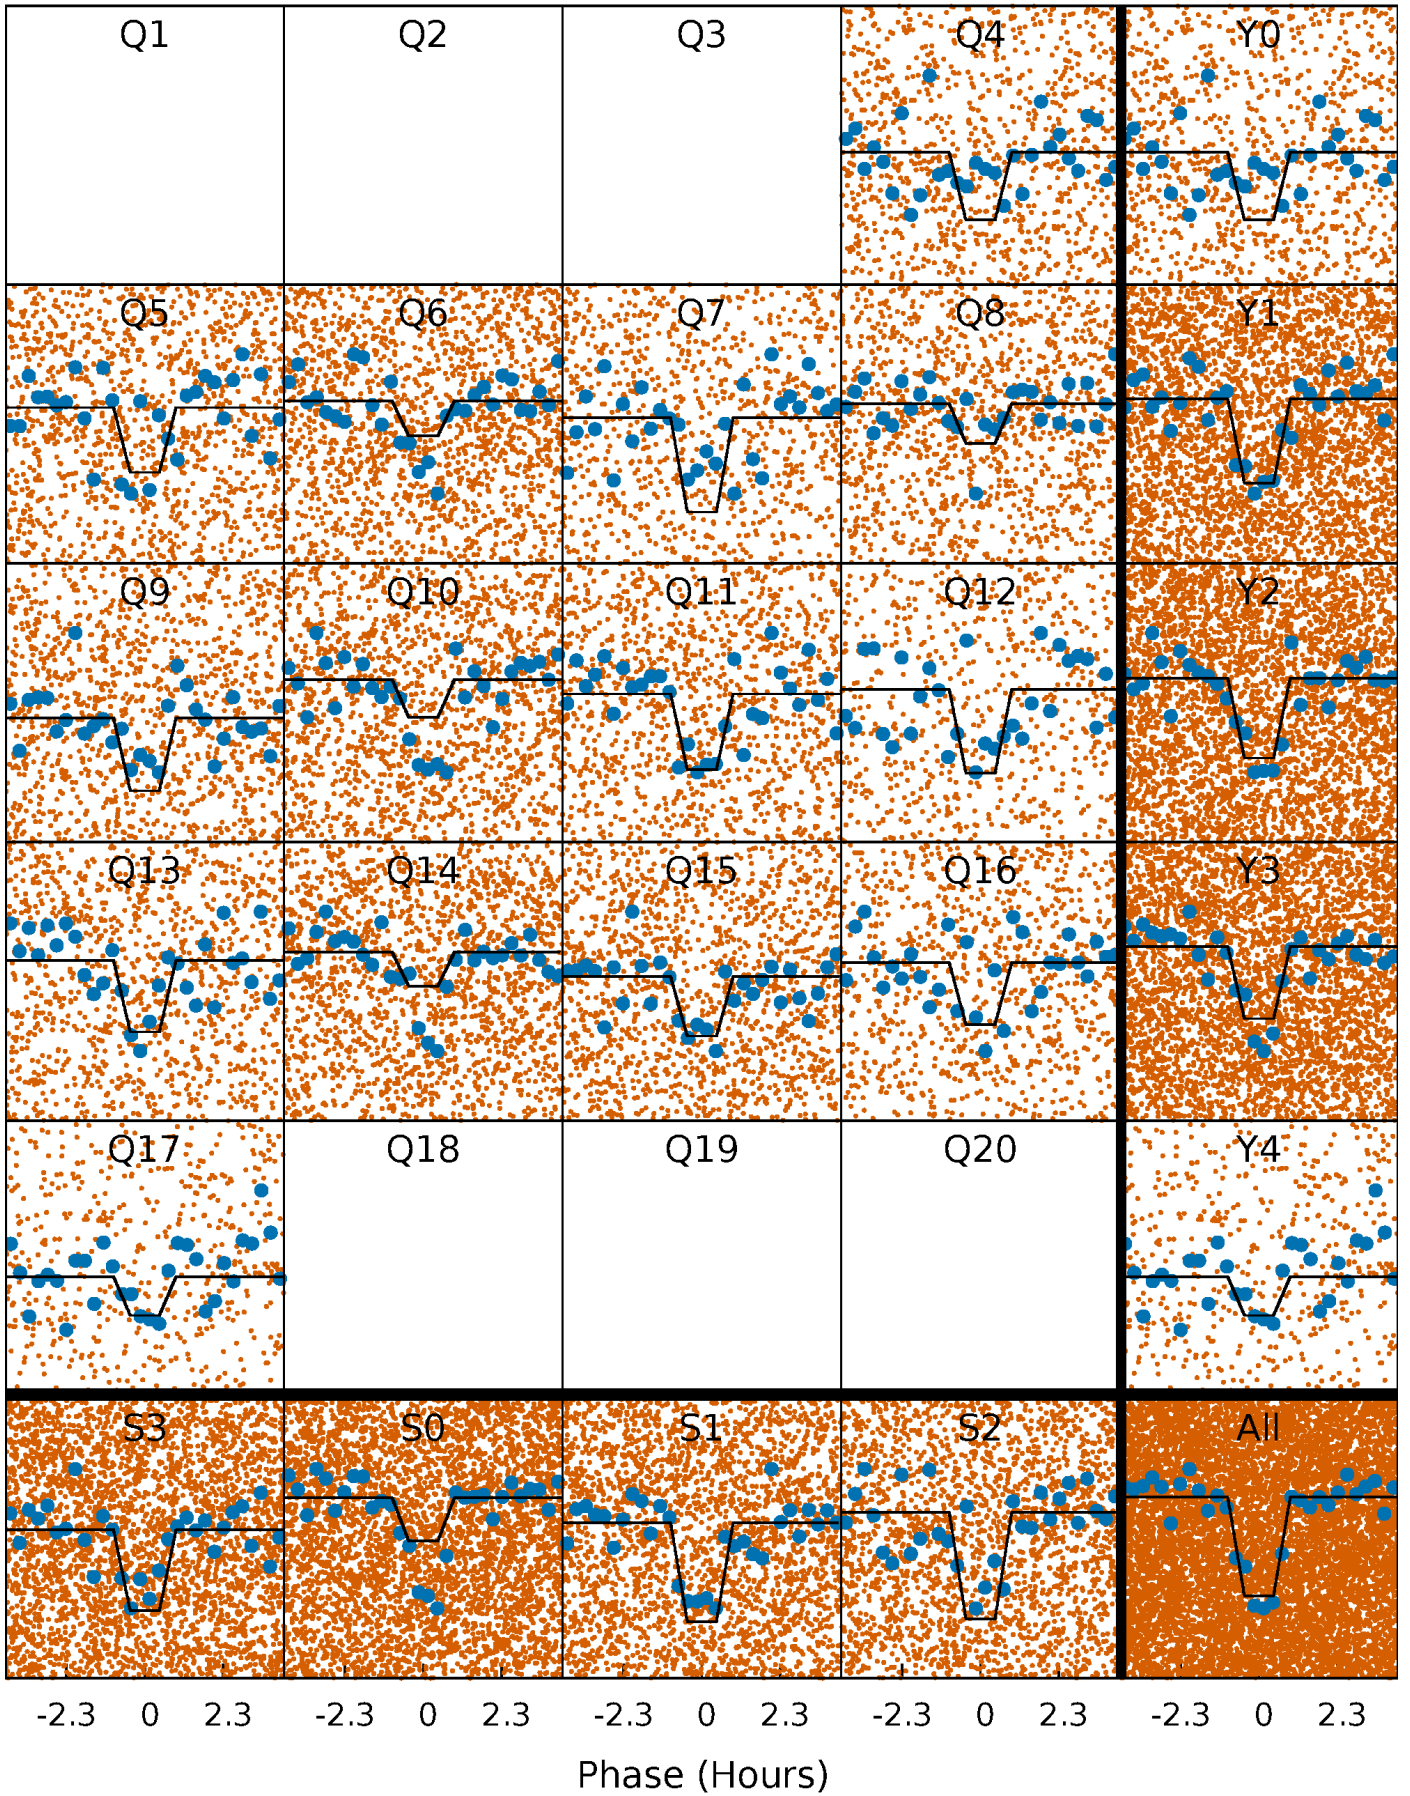 Q1 Q2 Q3 Q4 Y0
Q5 Q6 Q7 Q8 Y1
Q9 Q10 Q11 Q12 Y2
Q13 Q14 Q15 Q16 Y3
Q17 Q18 Q19 Q20 Y4
S3 S0 S1 S2 All
-2.3 0 2.3 -2.3 0 2.3 -2.3 0 2.3 -2.3 0 2.3 -2.3 0 2.3
Phase (Hours)